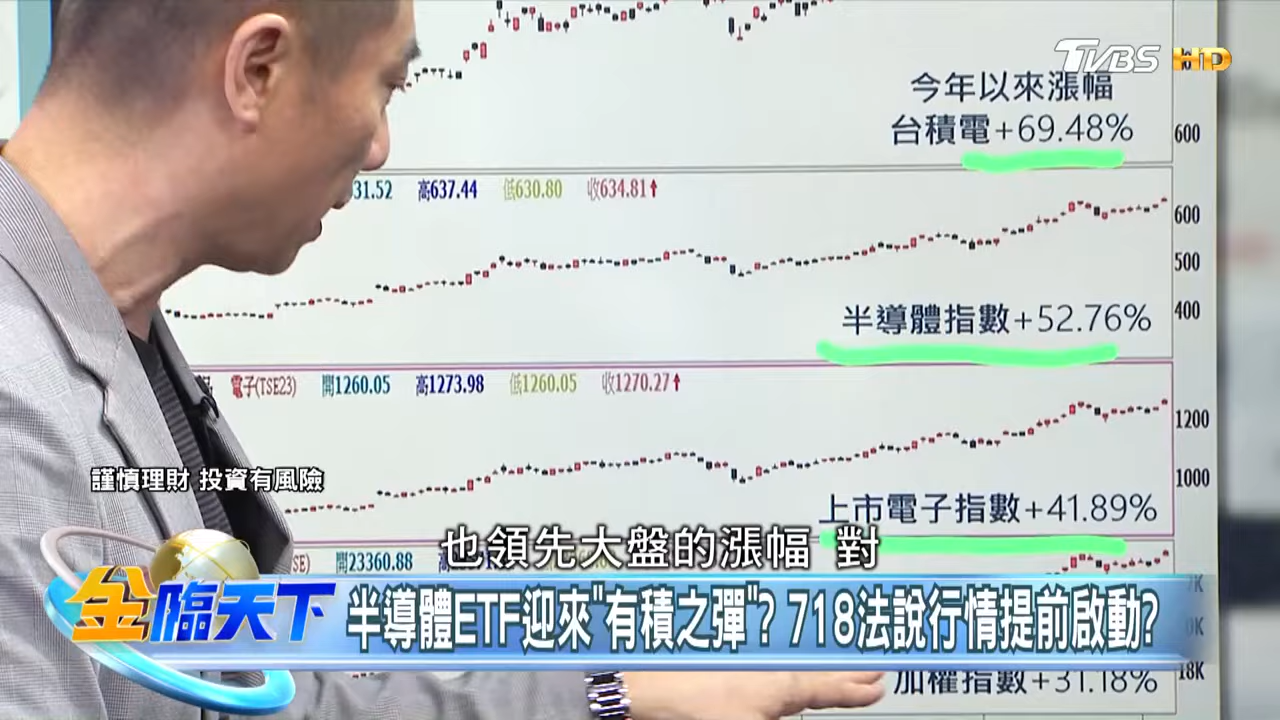 TVBS HD
今年以來漲幅
台積電+69.48%
600
31.52 高637.44 低630.80 收634.81↑
600
500
400
半導體指數+52.76%
電子(TSE23) 開1260.05 高1273.98 低1260.05 收1270.27↑
1200
1000
謹慎理財 投資有風險
上市電子指數+41.89%
也領先大盤的漲幅 對
SE) 開23360.88
金臨天下
半導體ETF迎來"有積之彈"? 718法說行情提前啟動?
18K
加權指數+31.18%